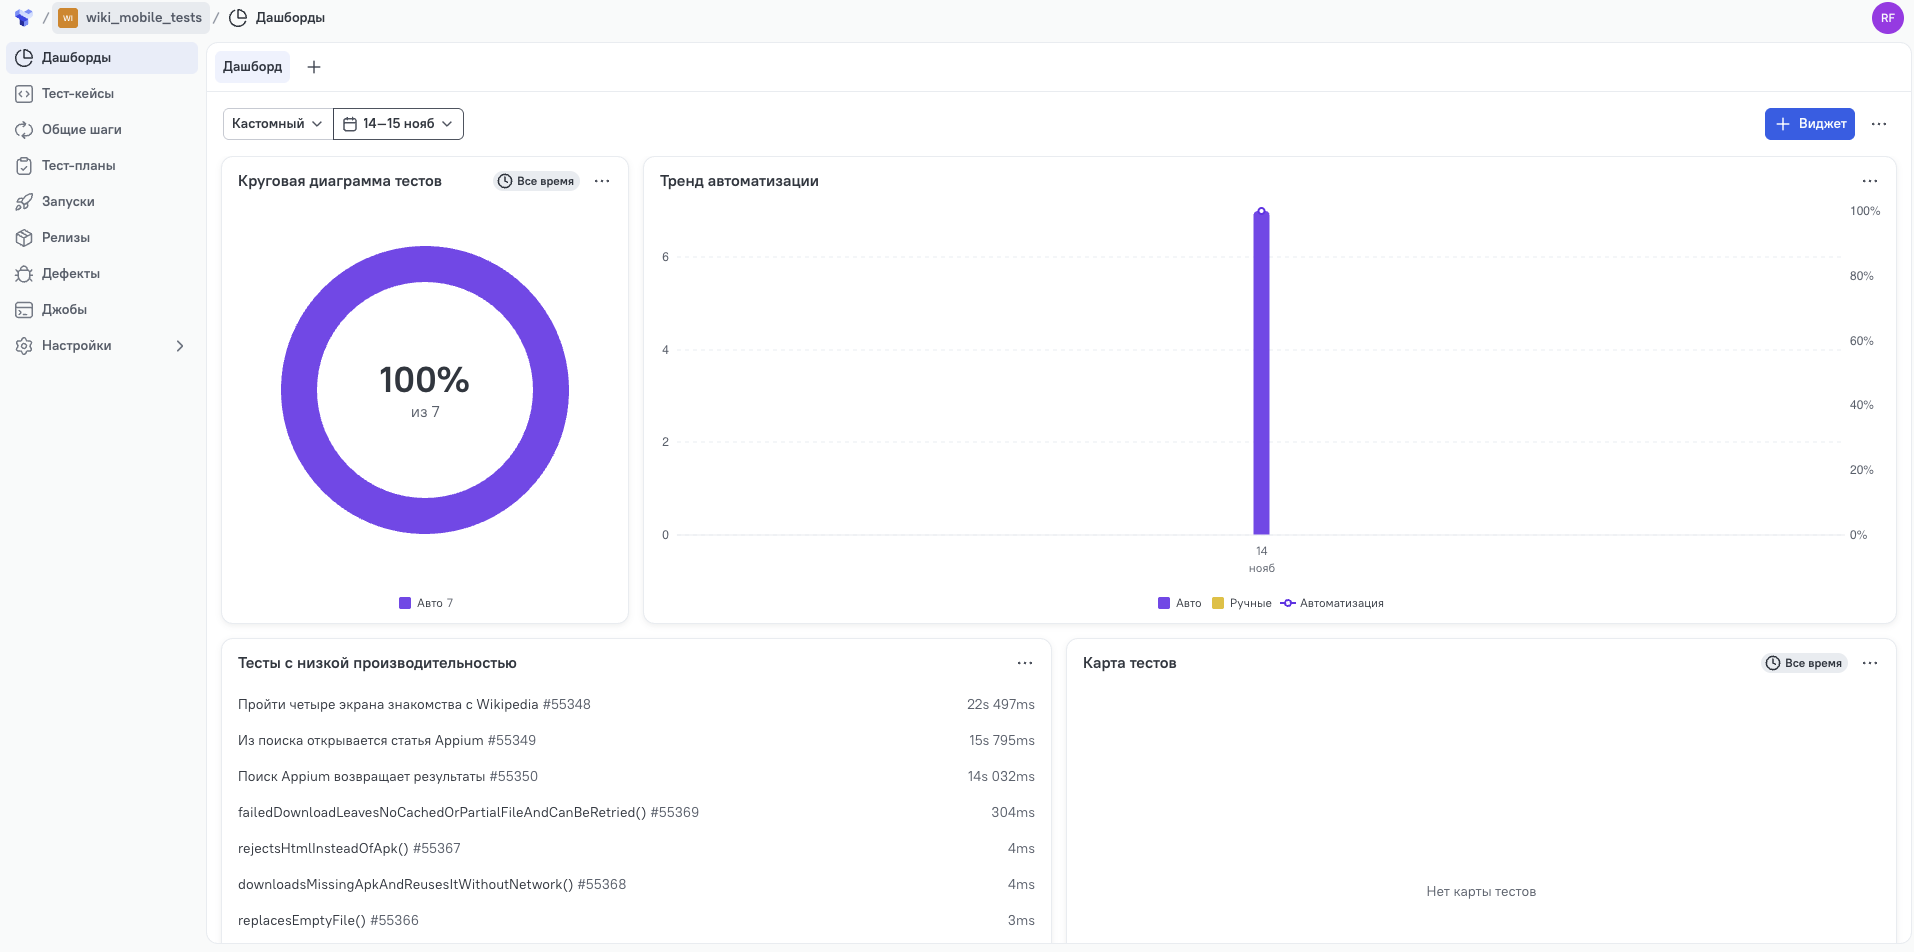 / WI wiki_mobile_tests / Дашборды
RF
Дашборды
Тест-кейсы
Общие шаги
Тест-планы
Запуски
Релизы
Дефекты
Джобы
Настройки
Дашборд
Кастомный
14—15 нояб
Виджет
Круговая диаграмма тестов
Все время
100%
из 7
Авто 7
Тренд автоматизации
100%
6
80%
4
60%
40%
2
20%
0
0%
14
нояб
Авто
Ручные
Автоматизация
Тесты с низкой производительностью
Пройти четыре экрана знакомства с Wikipedia #55348 22s 497ms
Из поиска открывается статья Appium #55349 15s 795ms
Поиск Appium возвращает результаты #55350 14s 032ms
failedDownloadLeavesNoCachedOrPartialFileAndCanBeRetried() #55369 304ms
rejectsHtmlInsteadOfApk() #55367 4ms
downloadsMissingApkAndReusesItWithoutNetwork() #55368 4ms
replacesEmptyFile() #55366 3ms
Карта тестов
Все время
Нет карты тестов